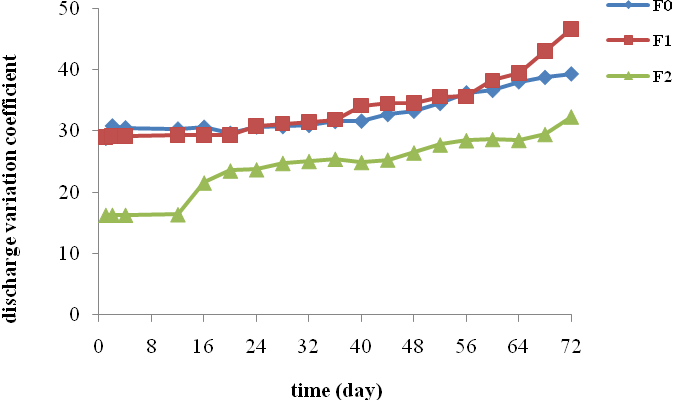 50
40
30
20
10
0
discharge variation coefficient
0 8 16 24 32 40 48 56 64 72
time (day)
F0
F1
F2